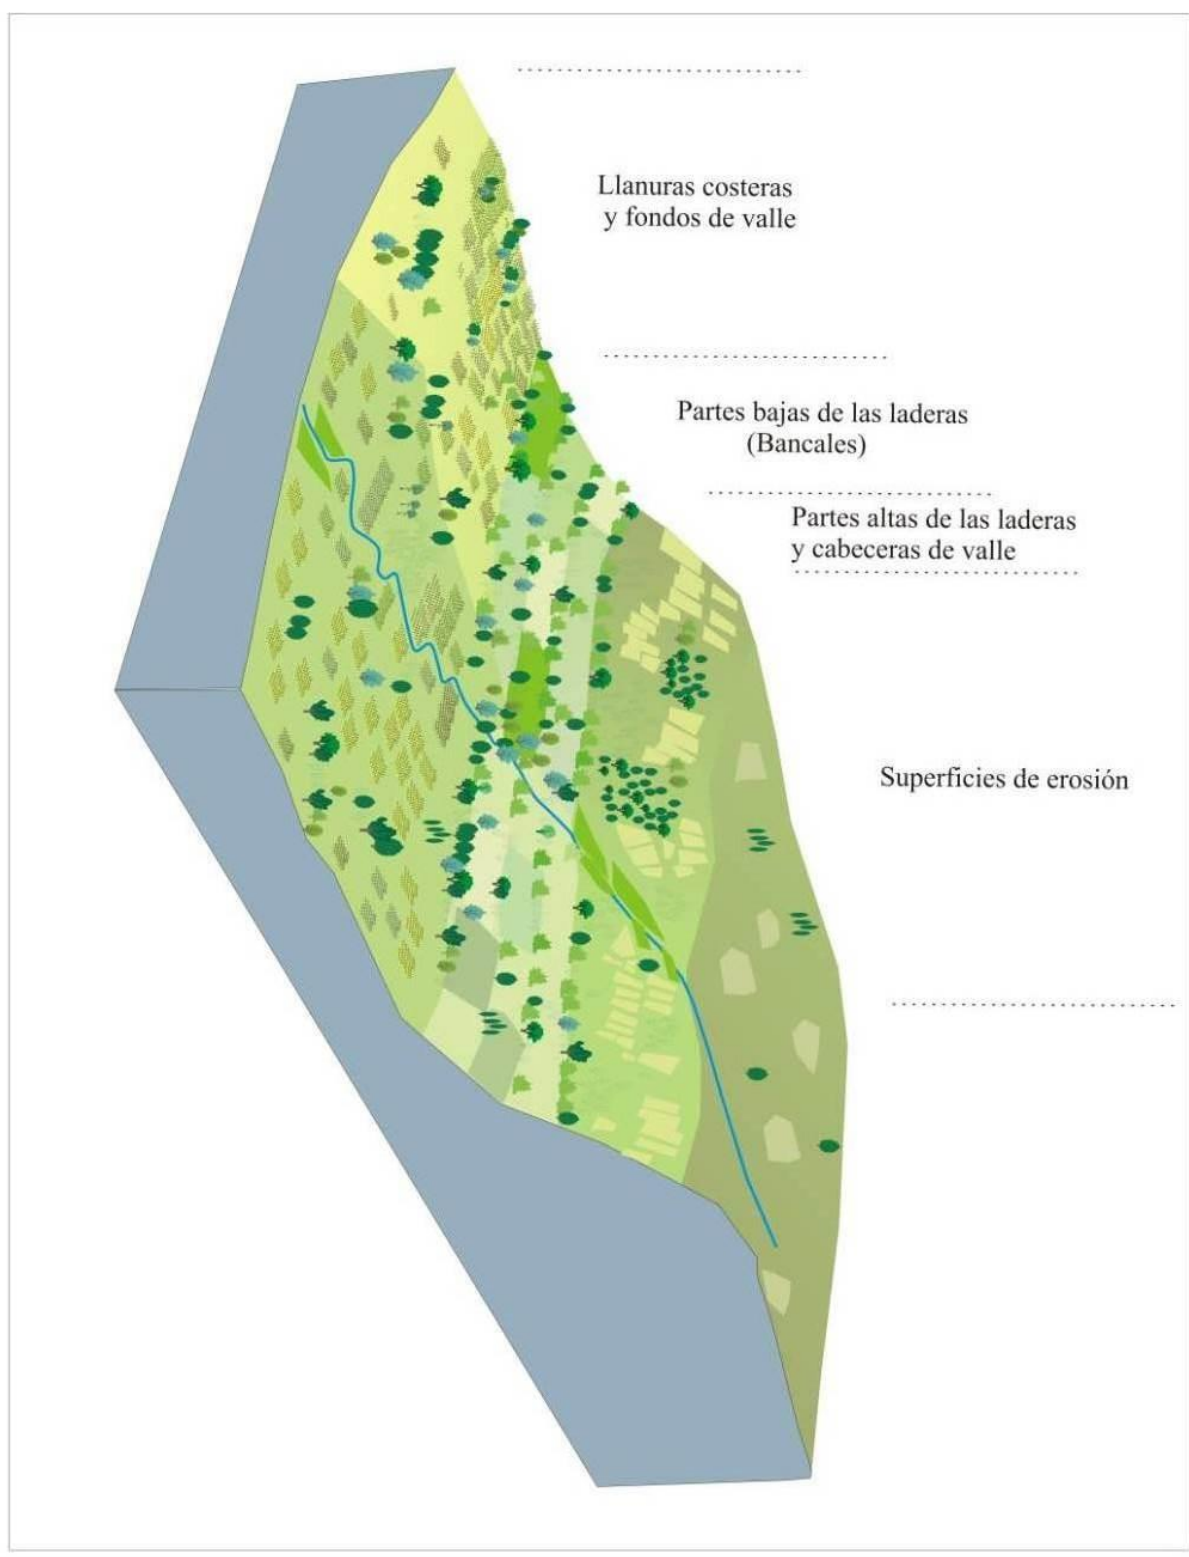 Llanuras costeras
y fondos de valle
Partes bajas de las laderas
(Bancales)
Partes altas de las laderas
y cabeceras de valle
Superficies de erosión